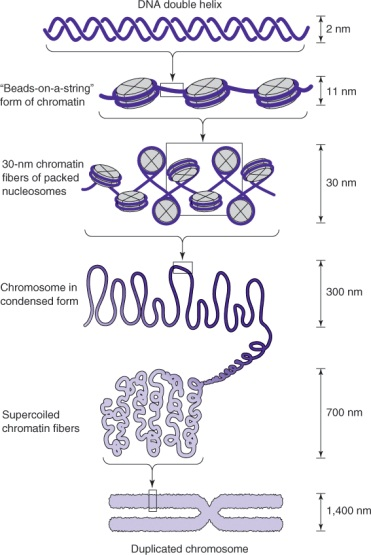 DNA double helix
2 nm
"Beads-on-a-string"
form of chromatin
11 nm
30-nm chromatin
fibers of packed
nucleosomes
30 nm
Chromosome in
condensed form
300 nm
Supercoiled
chromatin fibers
700 nm
1,400 nm
Duplicated chromosome